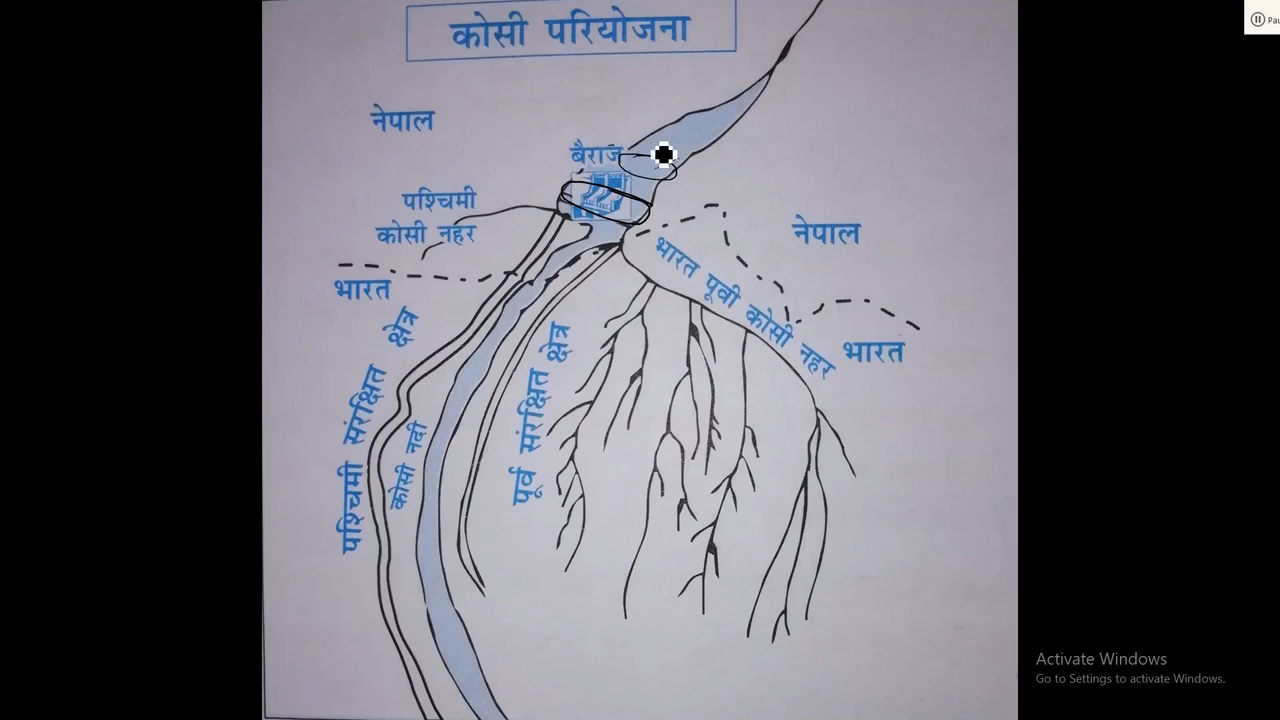 कोसी परियोजना
नेपाल
बैराज
पश्चिमी
कोसी नहर
नेपाल
भारत पूर्वी कोसी नहर
भारत
भारत
पश्चिमी संरक्षित क्षेत्र
कोसी नदी
पूर्व संरक्षित क्षेत्र
Pau
Activate Windows
Go to Settings to activate Windows.